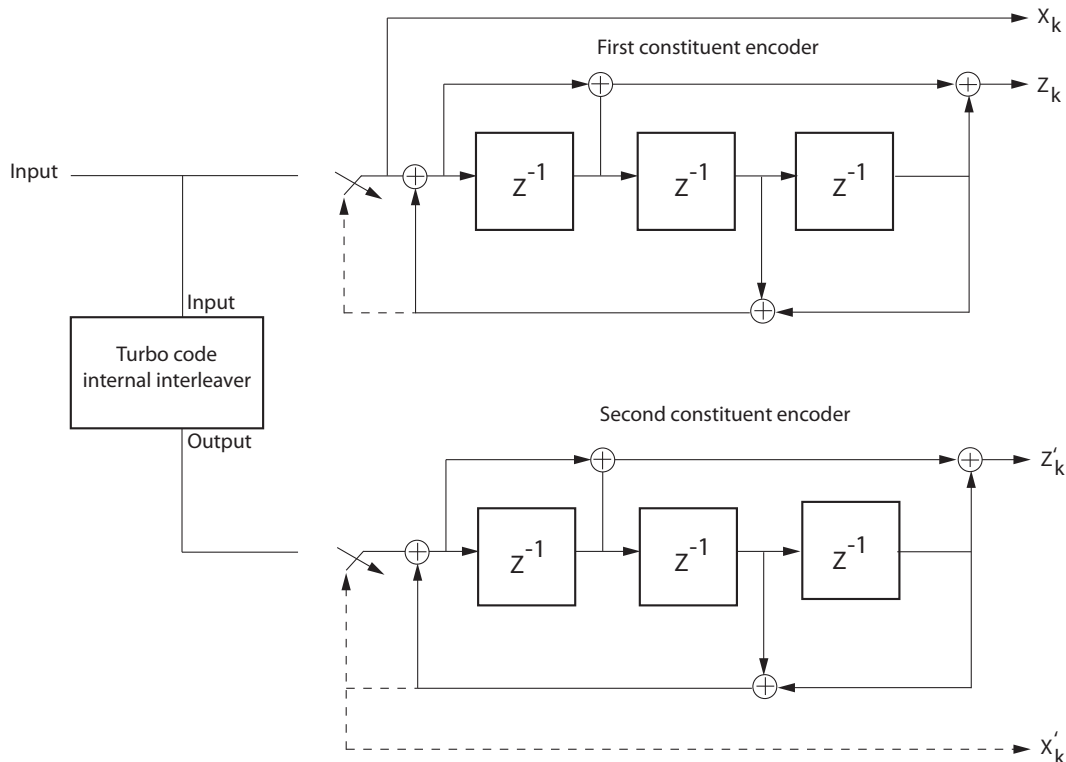 X_k
First constituent encoder
Z_k
Input
Z^-1 Z^-1 Z^-1
Input
Turbo code
internal interleaver
Output
Second constituent encoder
Z'_k
Z^-1 Z^-1 Z^-1
X'_k